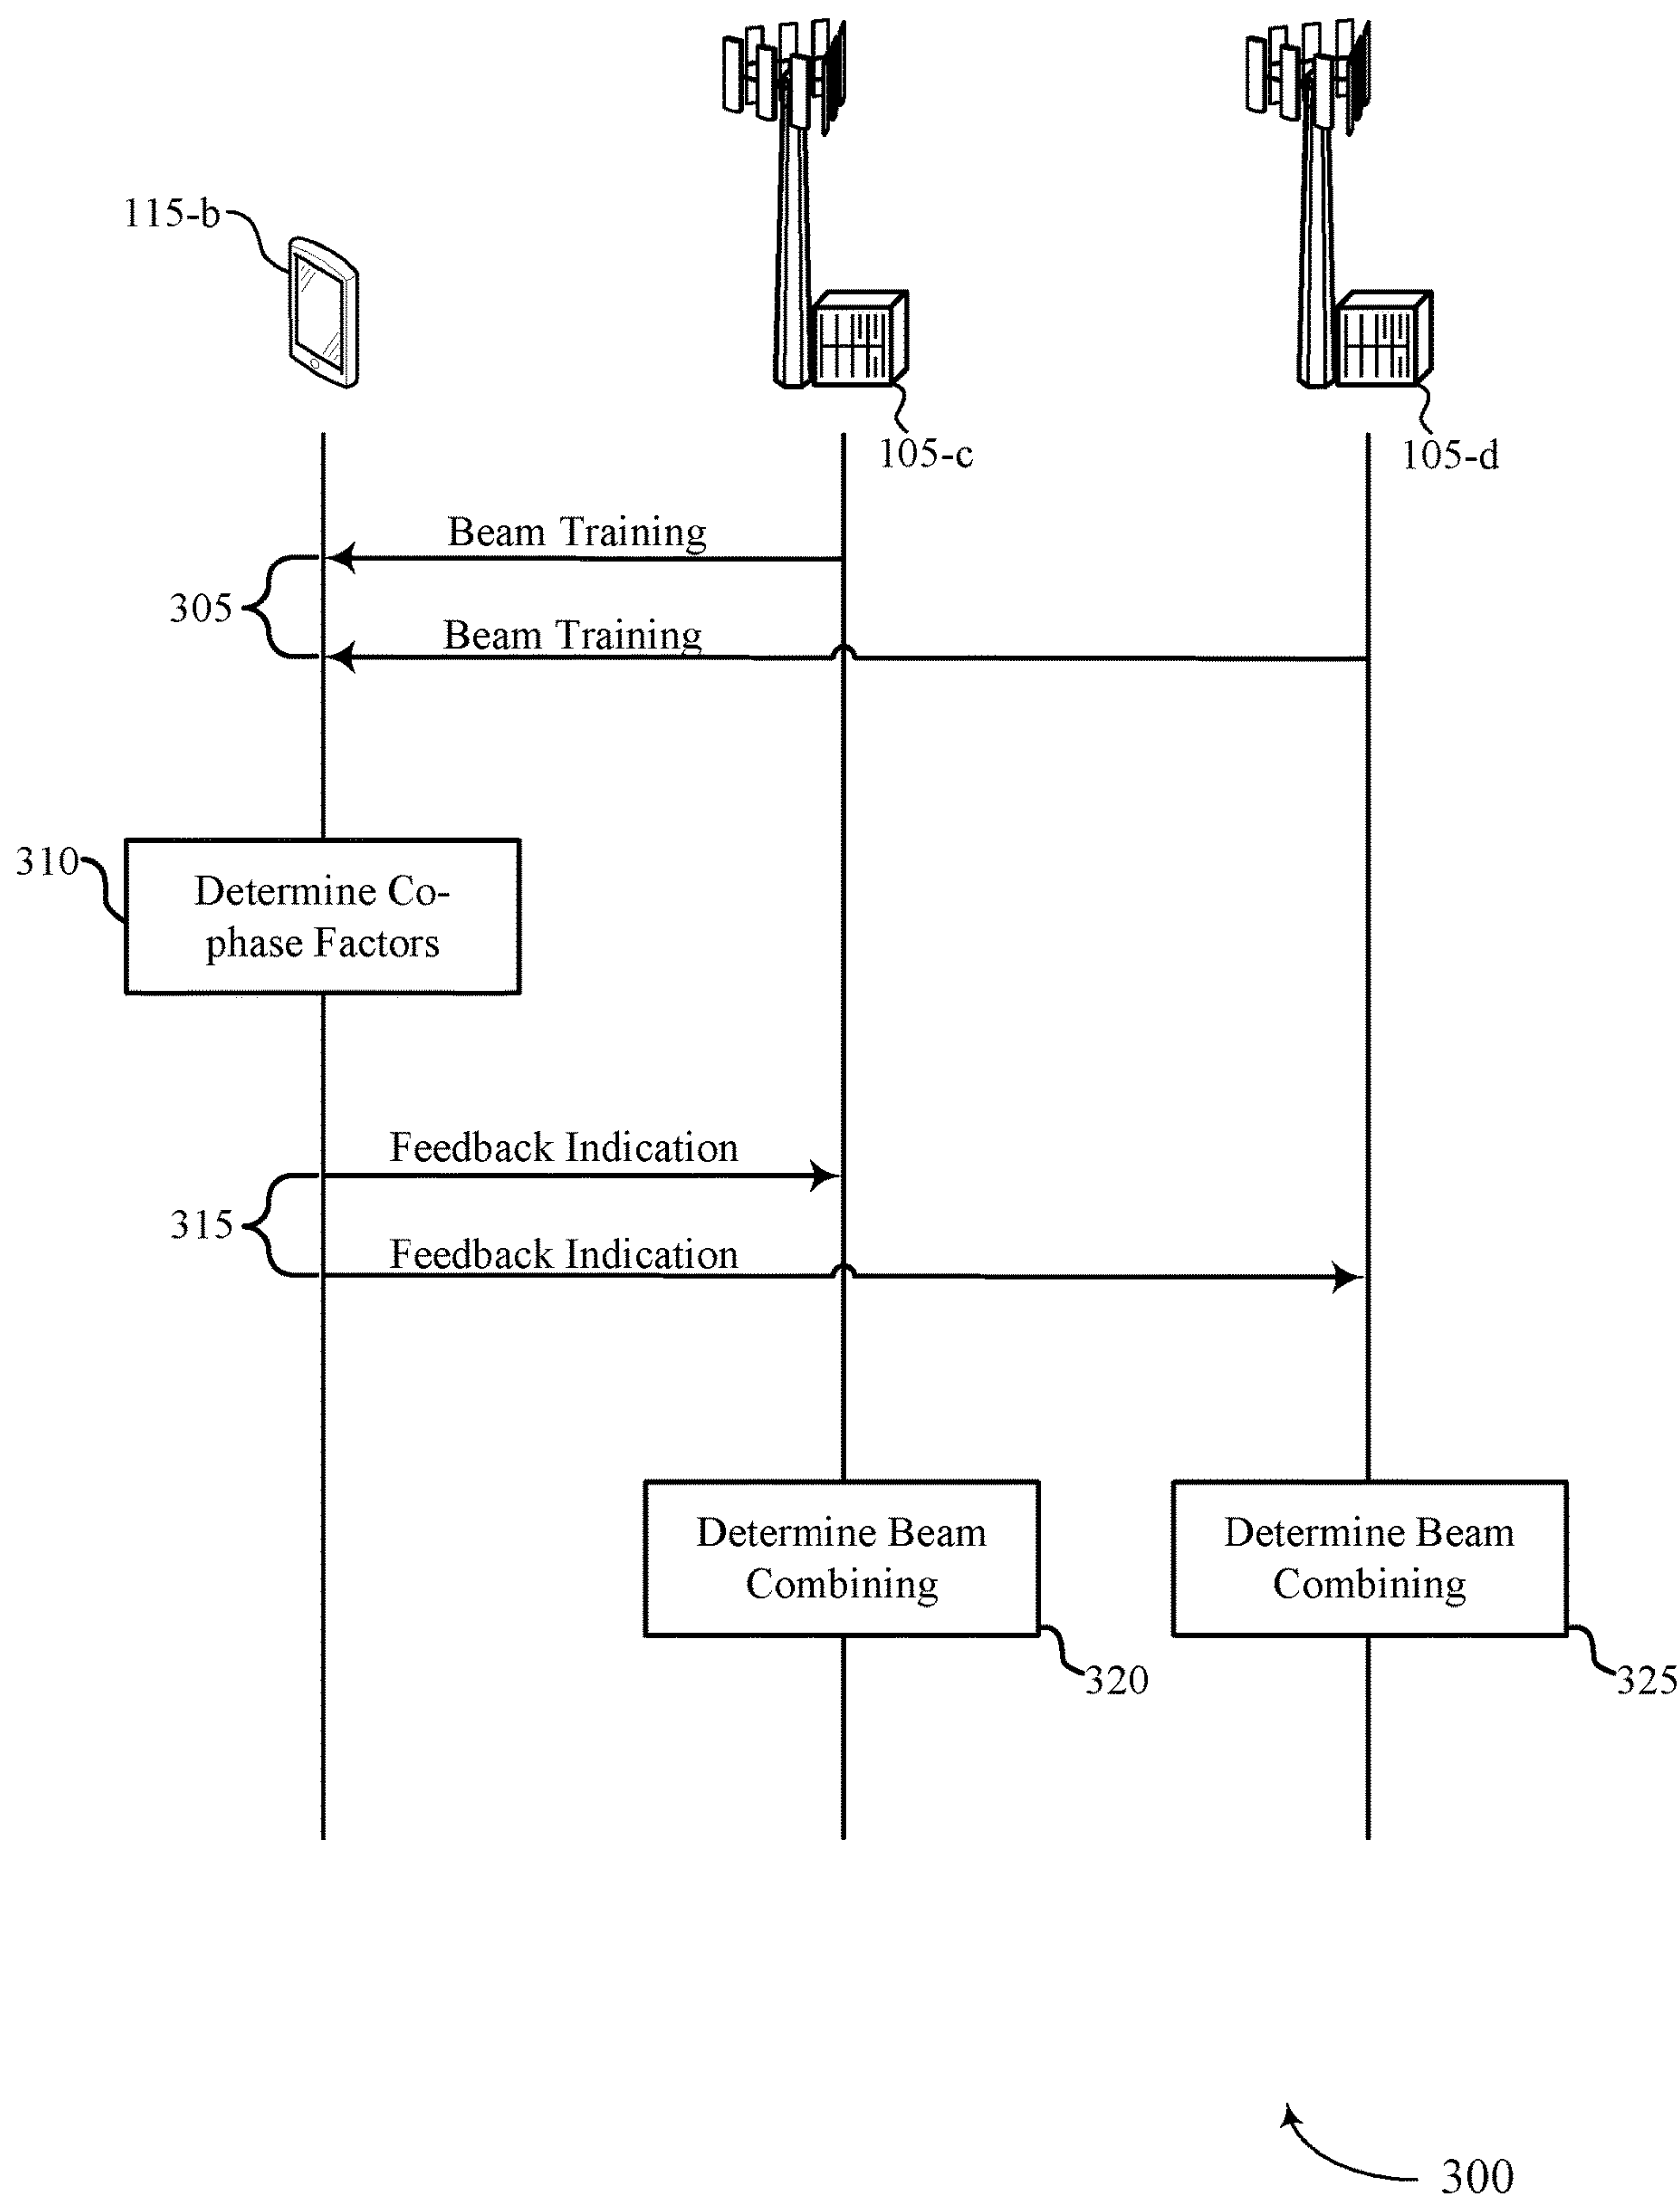 115-b
105-c
105-d
Beam Training
305
Beam Training
310
Determine Co-
phase Factors
Feedback Indication
315
Feedback Indication
Determine Beam
Combining
Determine Beam
Combining
320
325
300